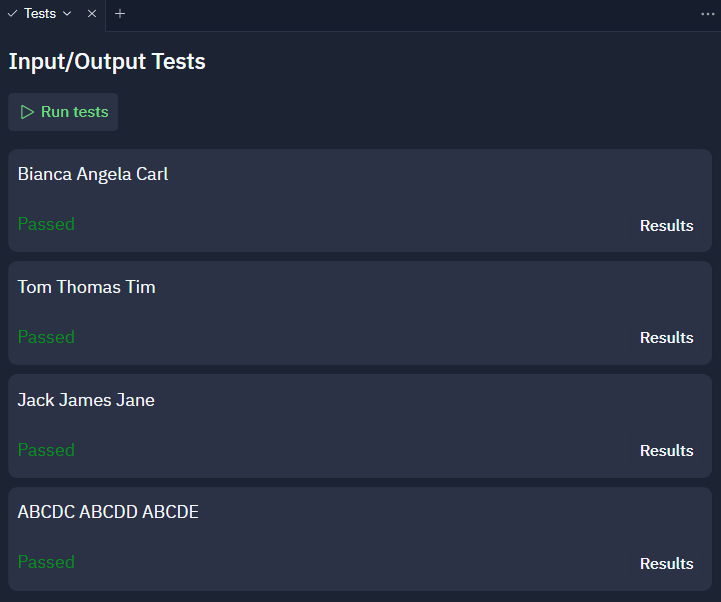 Tests
Input/Output Tests
Run tests
Bianca Angela Carl
Passed
Results
Tom Thomas Tim
Passed
Results
Jack James Jane
Passed
Results
ABCDC ABCDD ABCDE
Passed
Results